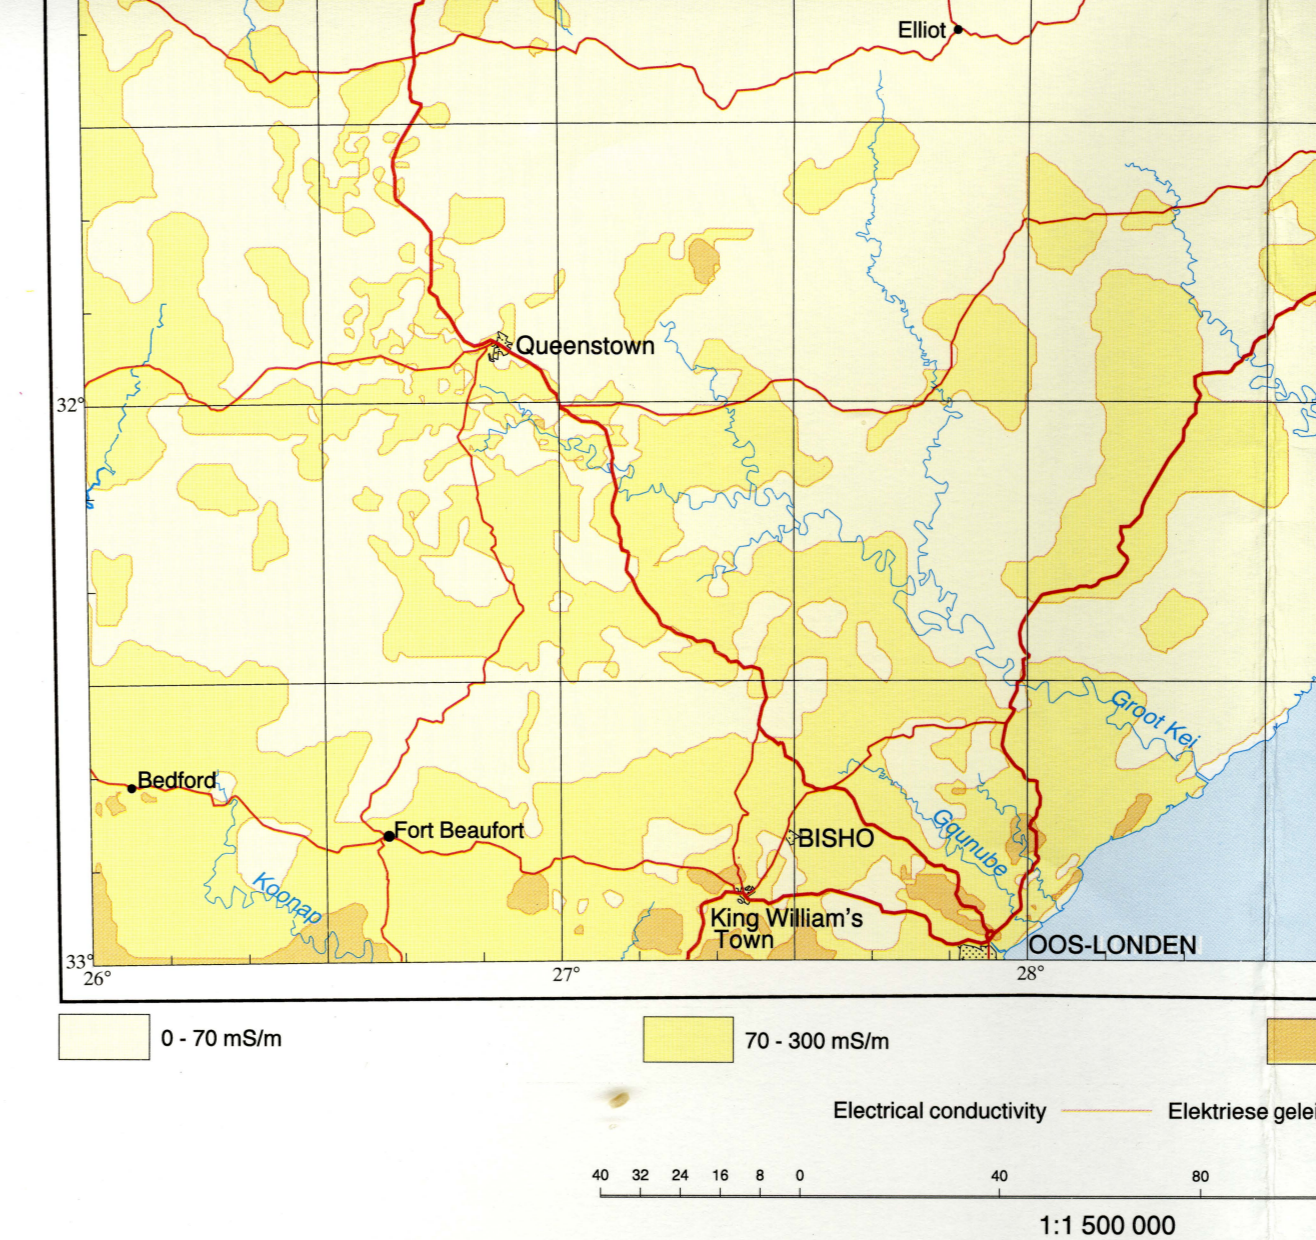 Elliot
Queenstown
32°
Groot Kei
Bedford
Fort Beaufort
BISHO
Gqunube
Koonap
King William's
Town
OOS-LONDEN
33°
26°
27°
28°
0 - 70 mS/m
70 - 300 mS/m
Electrical conductivity
Elektriese gelei
40 32 24 16 8 0 40 80
1:1 500 000